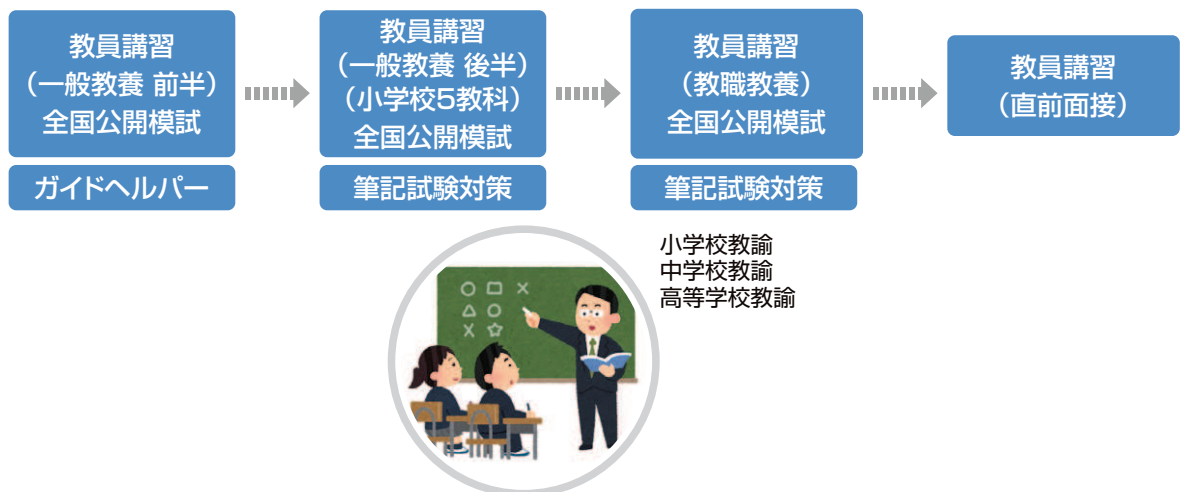 教員講習
(一般教養 前半)
全国公開模試
ガイドヘルパー
教員講習
(一般教養 後半)
(小学校5教科)
全国公開模試
筆記試験対策
教員講習
(教職教養)
全国公開模試
筆記試験対策
小学校教諭
中学校教諭
高等学校教諭
教員講習
(直前面接)